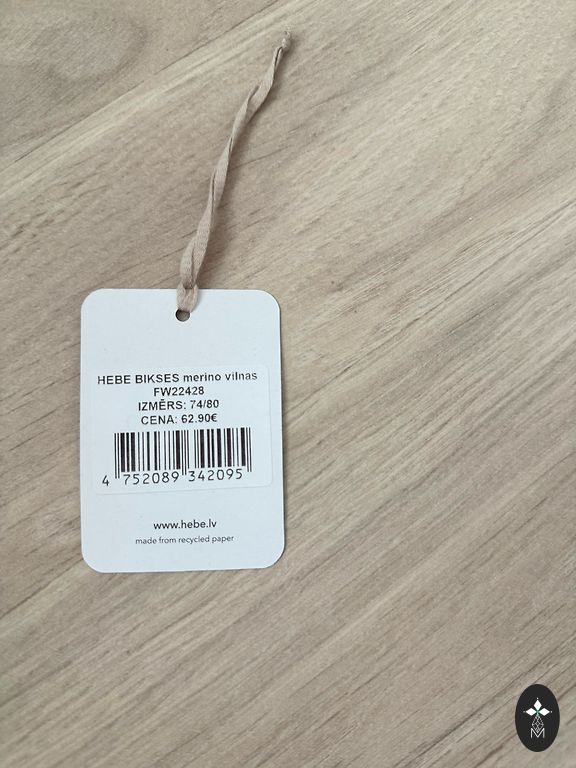 HEBE BIKSES merino vilnas
FW22428
IZMĒRS: 74/80
CENA: 62.90€
4 752089 342095
www.hebe.lv
made from recycled paper
M